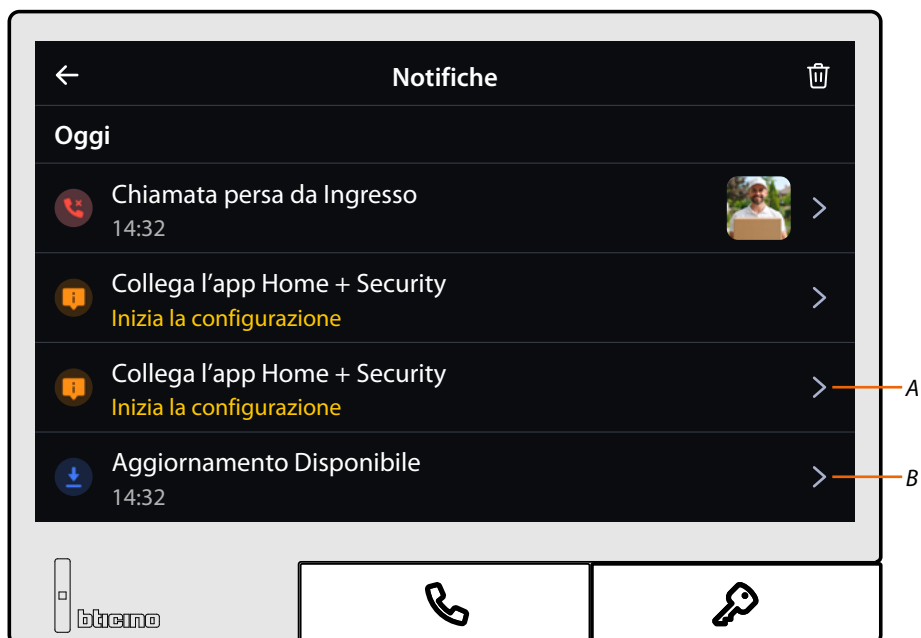 Notifiche
Oggi
Chiamata persa da Ingresso
14:32
Collega l’app Home + Security
Inizia la configurazione
Collega l’app Home + Security
Inizia la configurazione
A
Aggiornamento Disponibile
14:32
B
bticino